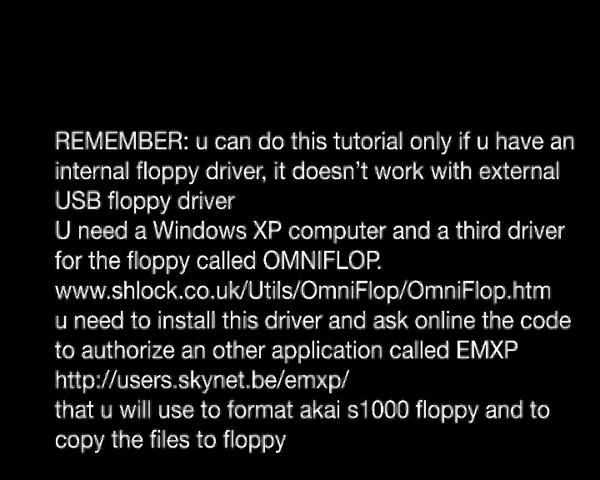 REMEMBER: u can do this tutorial only if u have an
internal floppy driver, it doesn't work with external
USB floppy driver
U need a Windows XP computer and a third driver
for the floppy called OMNIFLOP.
www.shlock.co.uk/Utils/OmniFlop/OmniFlop.htm
u need to install this driver and ask online the code
to authorize an other application called EMXP
http://users.skynet.be/emxp/
that u will use to format akai s1000 floppy and to
copy the files to floppy